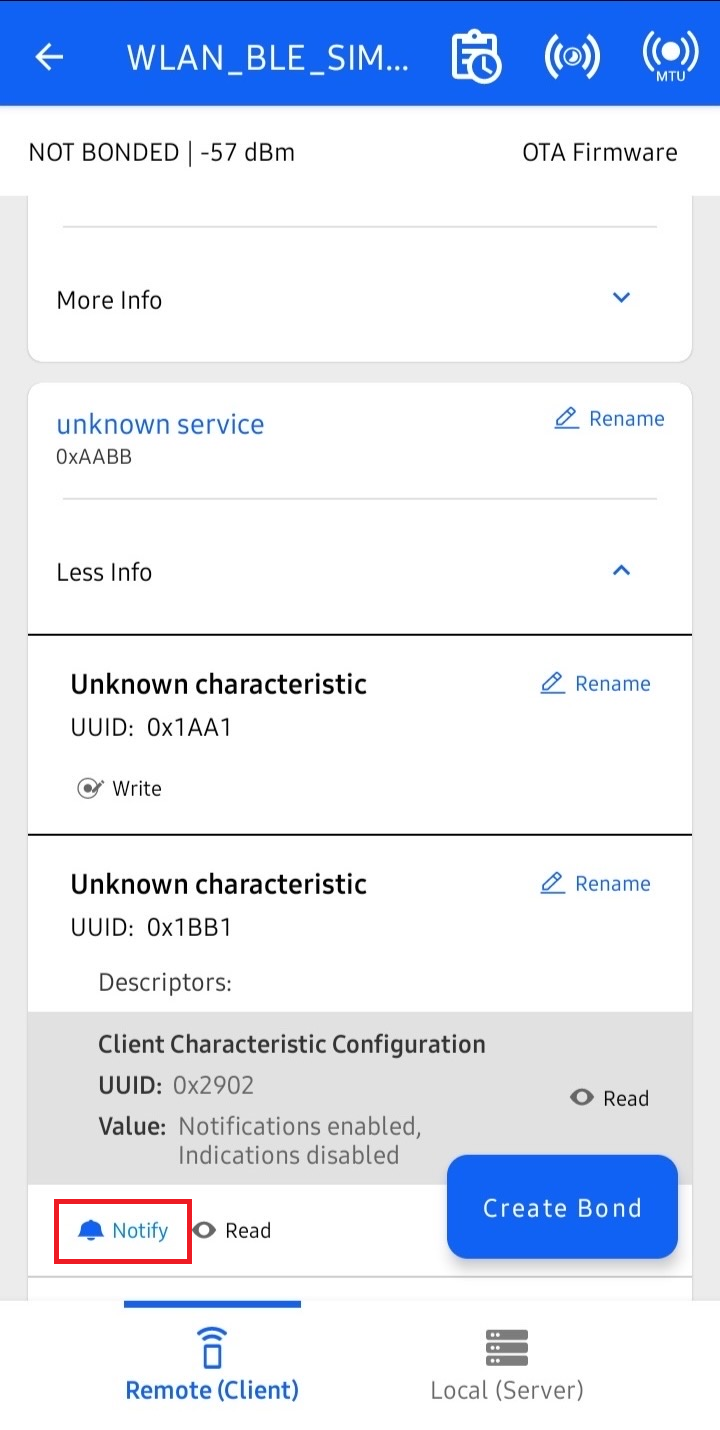 WLAN_BLE_SIM...
MTU
NOT BONDED | -57 dBm
OTA Firmware
More Info
unknown service
Rename
0xAABB
Less Info
Unknown characteristic
Rename
UUID: 0x1AA1
Write
Unknown characteristic
Rename
UUID: 0x1BB1
Descriptors:
Client Characteristic Configuration
UUID: 0x2902
Read
Value: Notifications enabled,
Indications disabled
Notify
Read
Create Bond
Remote (Client)
Local (Server)